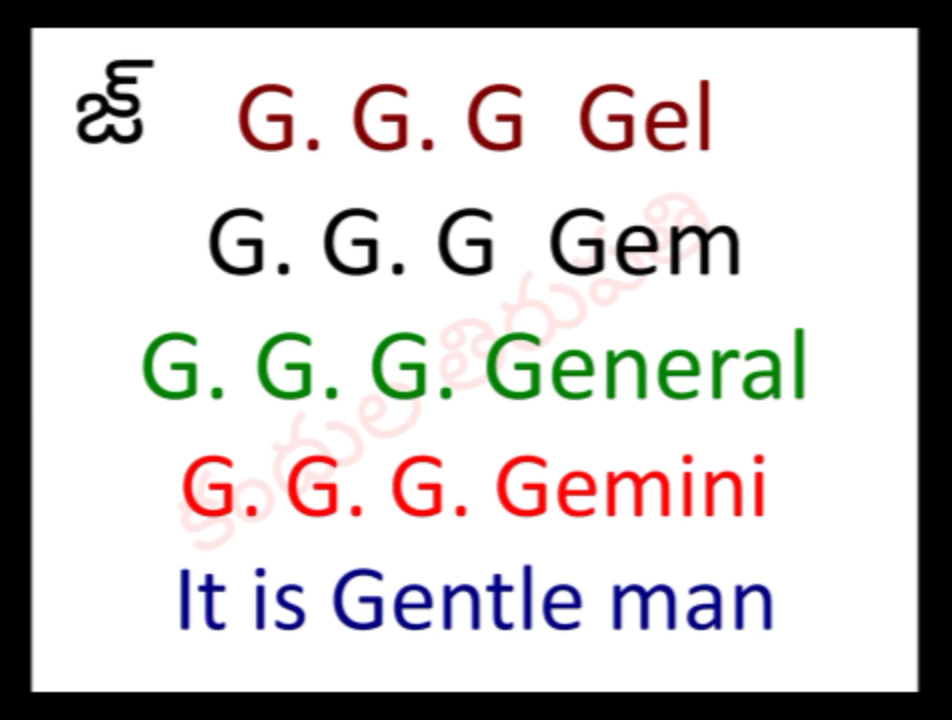 జ్ G. G. G Gel
G. G. G Gem
G. G. G. General
G. G. G. Gemini
It is Gentle man